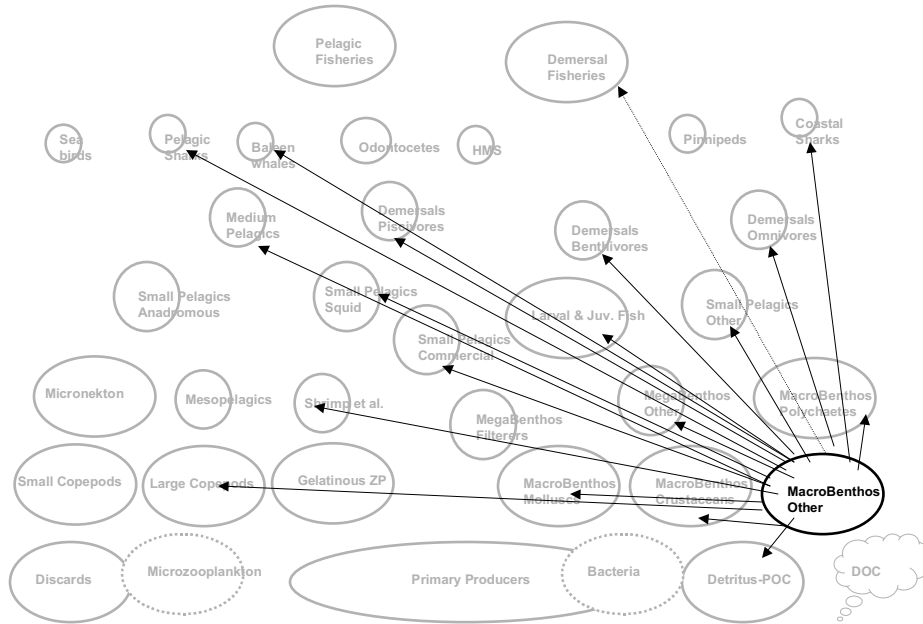 Pelagic
Fisheries
Demersal
Fisheries
Sea
birds
Pelagic
Sharks
Baleen
whales
Odontocetes
HMS
Pinnipeds
Coastal
Sharks
Medium
Pelagics
Demersals
Piscivores
Demersals
Benthivores
Demersals
Omnivores
Small Pelagics
Anadromous
Small Pelagics
Squid
Small Pelagics
Commercial
Larval & Juv. Fish
Small Pelagics
Other
Micronekton
Mesopelagics
Shrimp et al.
MegaBenthos
Filterers
MegaBenthos
Other
MacroBenthos
Polychaetes
Small Copepods
Large Copepods
Gelatinous ZP
MacroBenthos
Molluscs
MacroBenthos
Crustaceans
MacroBenthos
Other
Discards
Microzooplankton
Primary Producers
Bacteria
Detritus-POC
DOC